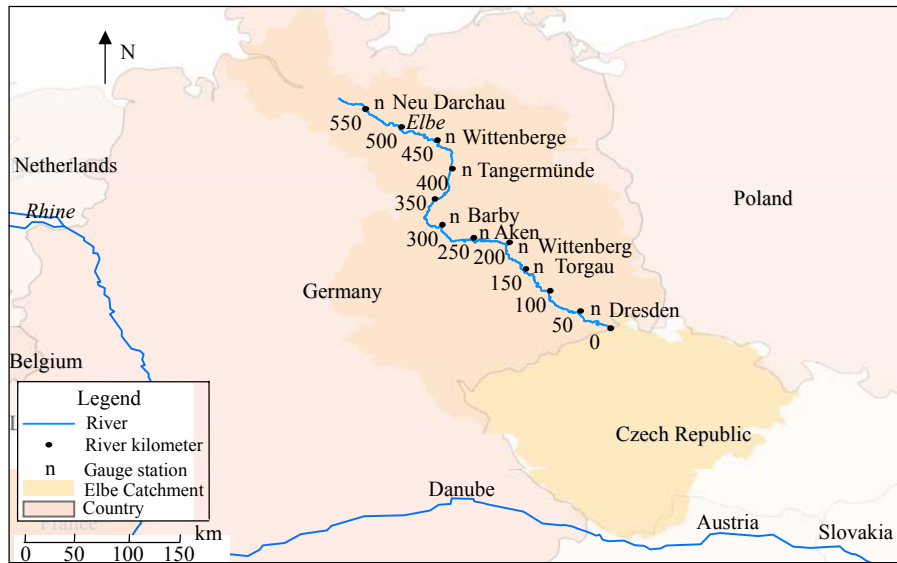 N
n Neu Darchau
550
Elbe
500
n Wittenberge
450
Netherlands
n Tangermünde
400
Poland
350
Rhine
n Barby
n Aken
300
n Wittenberg
250
200
n
Torgau
150
Germany
100
n Dresden
50
0
Belgium
Legend
River
River kilometer
n Gauge station
Elbe Catchment
Country
France
Czech Republic
Danube
Austria
Slovakia
km
0 50 100 150